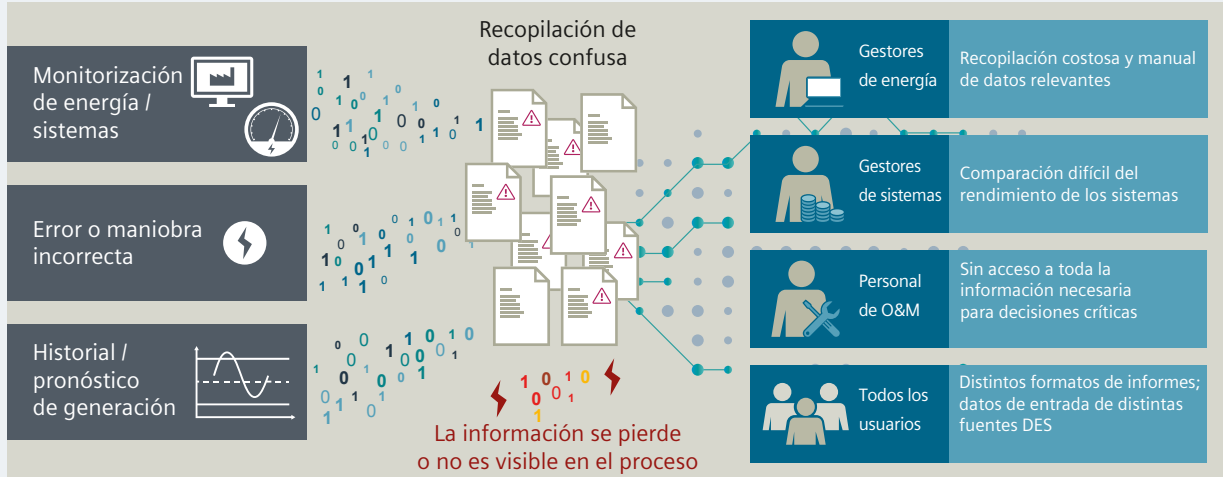 Monitorización
de energía /
sistemas
Error o maniobra
incorrecta
Historial /
pronóstico
de generación
Recopilación de
datos confusa
La información se pierde
o no es visible en el proceso
Gestores
de energía
Recopilación costosa y manual
de datos relevantes
Gestores
de sistemas
Comparación difícil del
rendimiento de los sistemas
Personal
de O&M
Sin acceso a toda la
información necesaria
para decisiones críticas
Todos los
usuarios
Distintos formatos de informes;
datos de entrada de distintas
fuentes DES